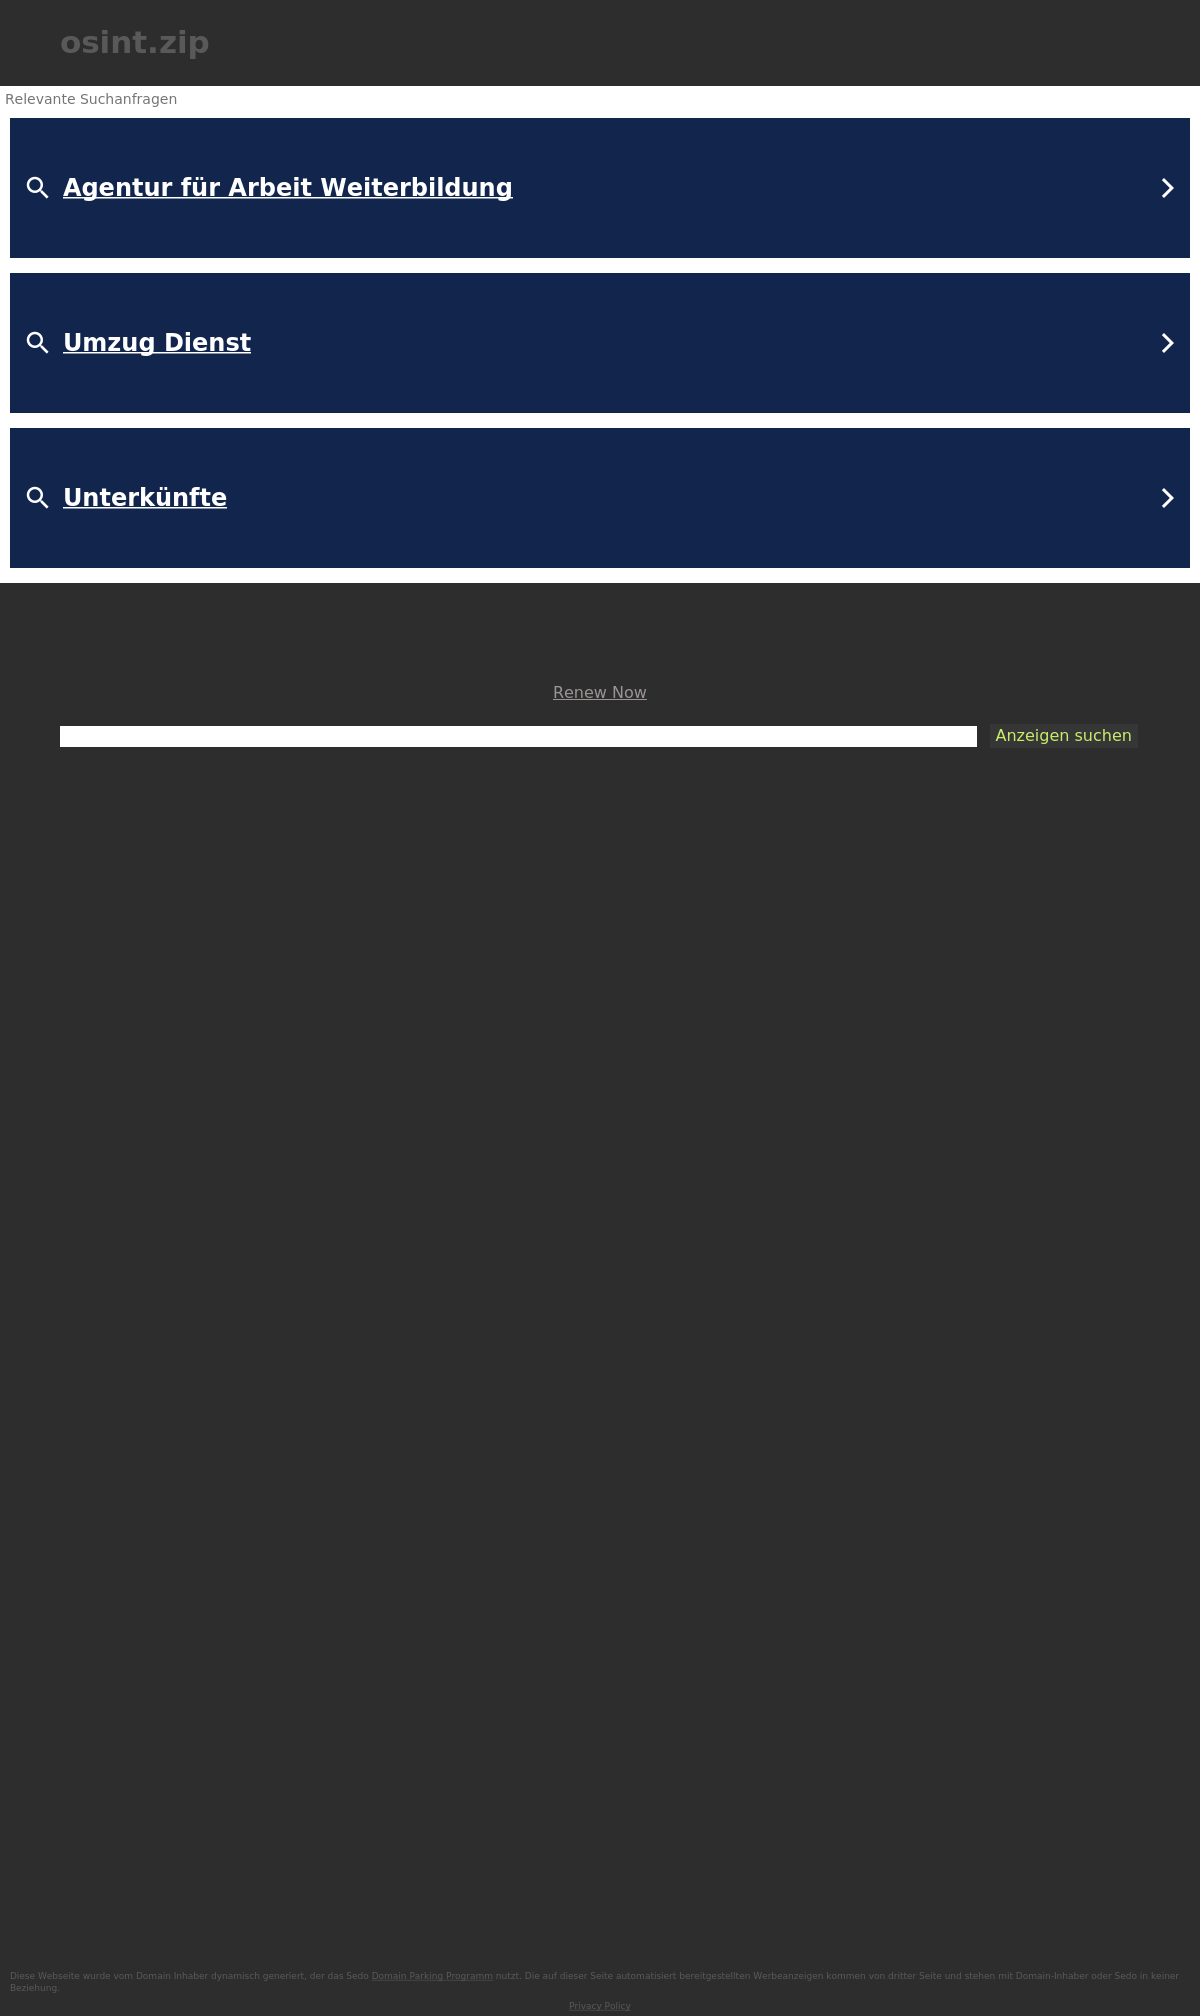 osint.zip
Relevante Suchanfragen
Agentur für Arbeit Weiterbildung
Umzug Dienst
Unterkünfte
Renew Now
Anzeigen suchen
Diese Webseite wurde vom Domain Inhaber dynamisch generiert, der das Sedo Domain Parking Programm nutzt. Die auf dieser Seite automatisiert bereitgestellten Werbeanzeigen kommen von dritter Seite und stehen mit Domain-Inhaber oder Sedo in keiner
Beziehung.
Privacy Policy